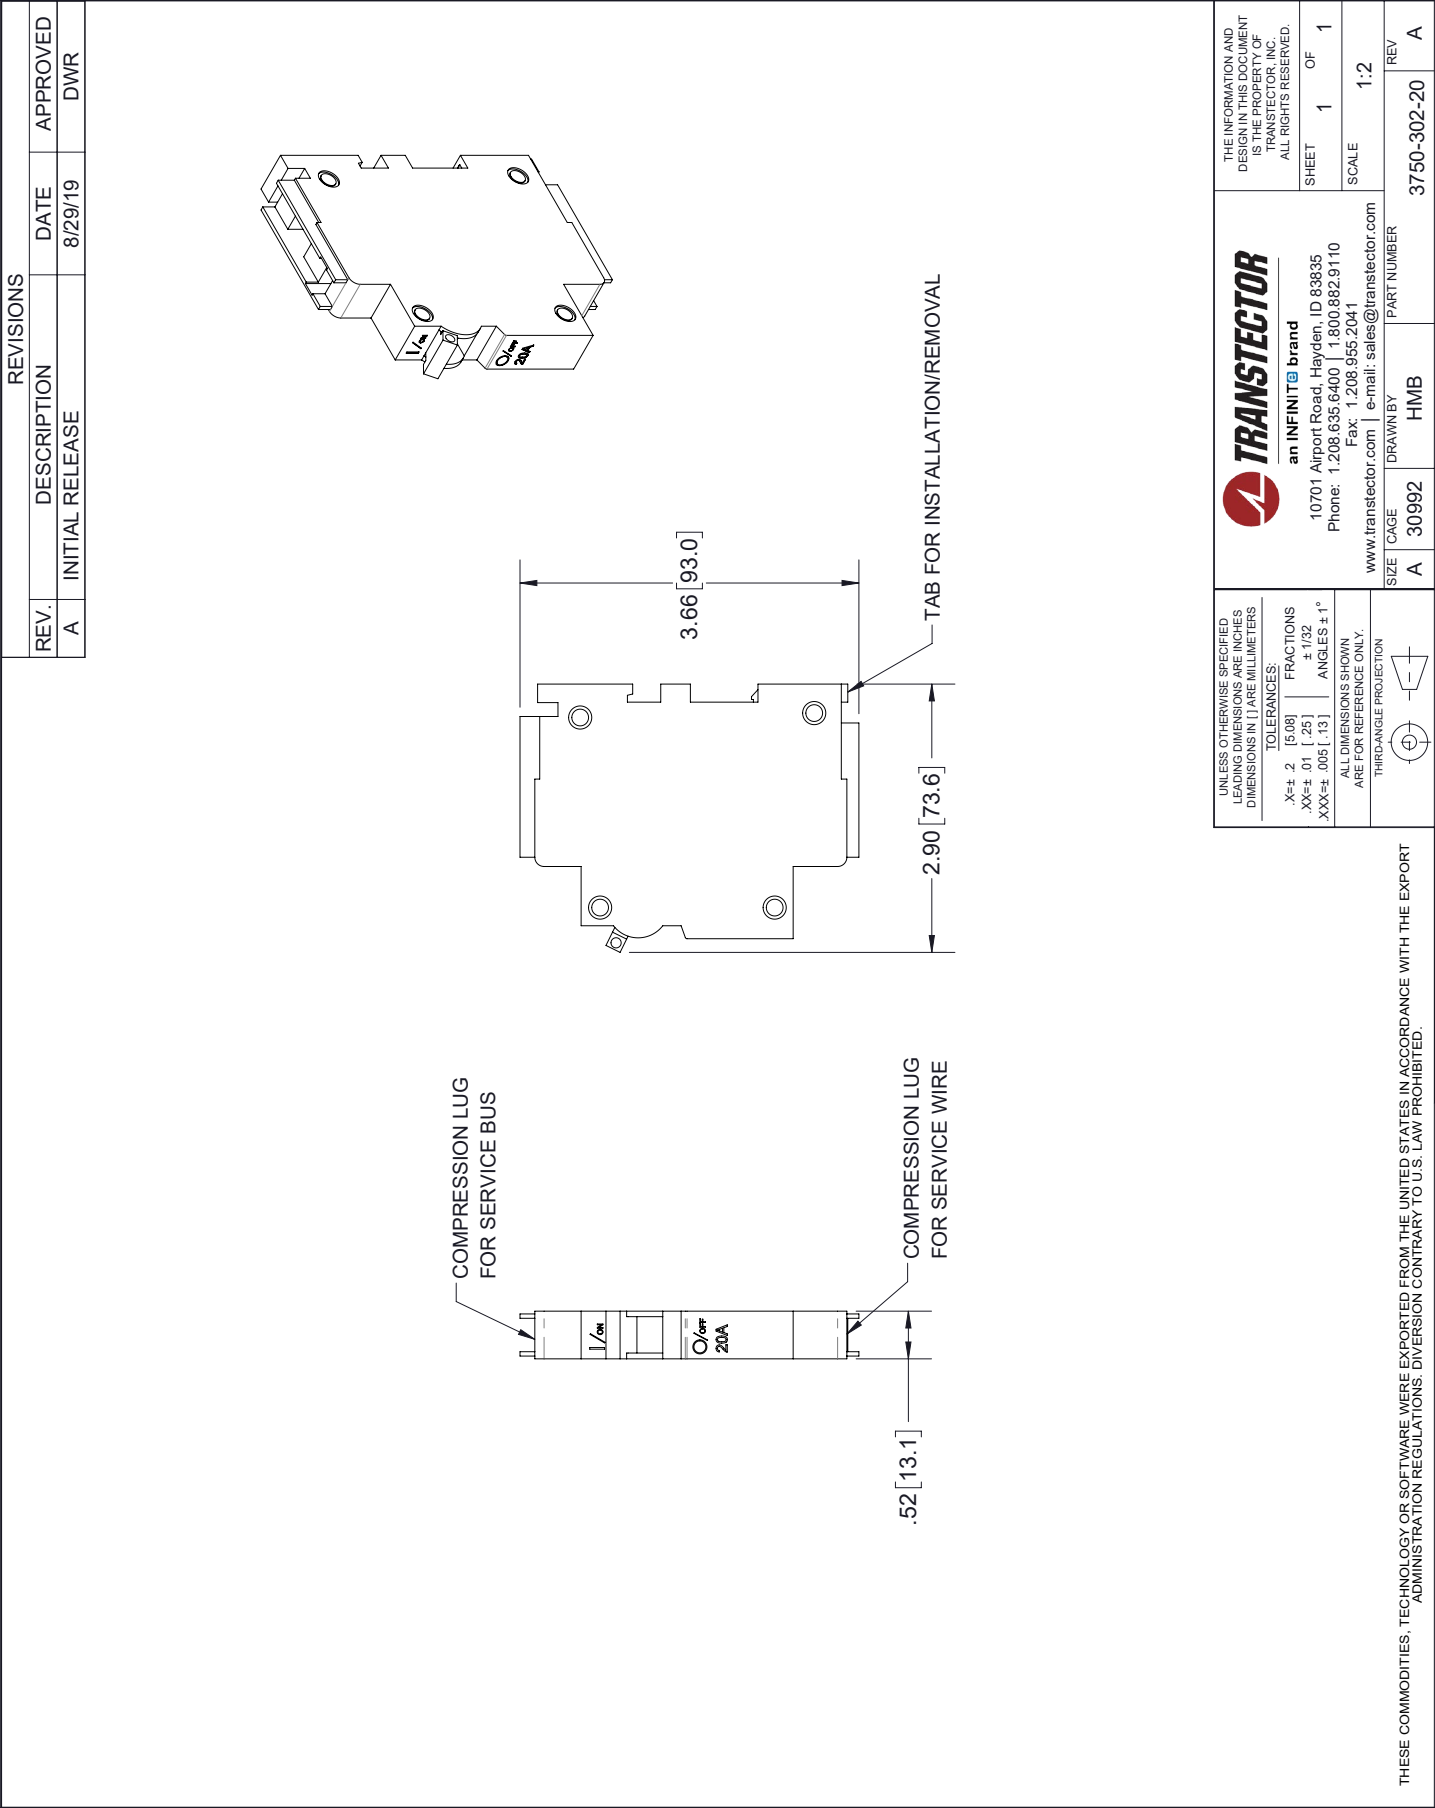 REVISIONS
REV. DESCRIPTION DATE APPROVED
A INITIAL RELEASE 8/29/19 DWR
I/ON
O/OFF
20A
COMPRESSION LUG
FOR SERVICE BUS
I/ON
O/OFF
20A
COMPRESSION LUG
FOR SERVICE WIRE
.52 [13.1]
3.66 [93.0]
2.90 [73.6]
TAB FOR INSTALLATION/REMOVAL
UNLESS OTHERWISE SPECIFIED
LEADING DIMENSIONS ARE INCHES
DIMENSIONS IN [ ] ARE MILLIMETERS
TOLERANCES:
.X=± .2 [5.08] FRACTIONS
.XX=± .01 [ .25] ± 1/32
.XXX=± .005 [ .13] ANGLES ± 1°
ALL DIMENSIONS SHOWN
ARE FOR REFERENCE ONLY.
THIRD-ANGLE PROJECTION
TRANSTECTOR
an INFINITe brand
10701 Airport Road, Hayden, ID 83835
Phone: 1.208.635.6400 | 1.800.882.9110
Fax: 1.208.955.2041
www.transtector.com | e-mail: sales@transtector.com
THE INFORMATION AND
DESIGN IN THIS DOCUMENT
IS THE PROPERTY OF
TRANSTECTOR, INC.
ALL RIGHTS RESERVED.
SHEET 1 OF 1
SCALE 1:2
SIZE A CAGE 30992 DRAWN BY HMB PART NUMBER 3750-302-20 REV A
THESE COMMODITIES, TECHNOLOGY OR SOFTWARE WERE EXPORTED FROM THE UNITED STATES IN ACCORDANCE WITH THE EXPORT
ADMINISTRATION REGULATIONS. DIVERSION CONTRARY TO U.S. LAW PROHIBITED.